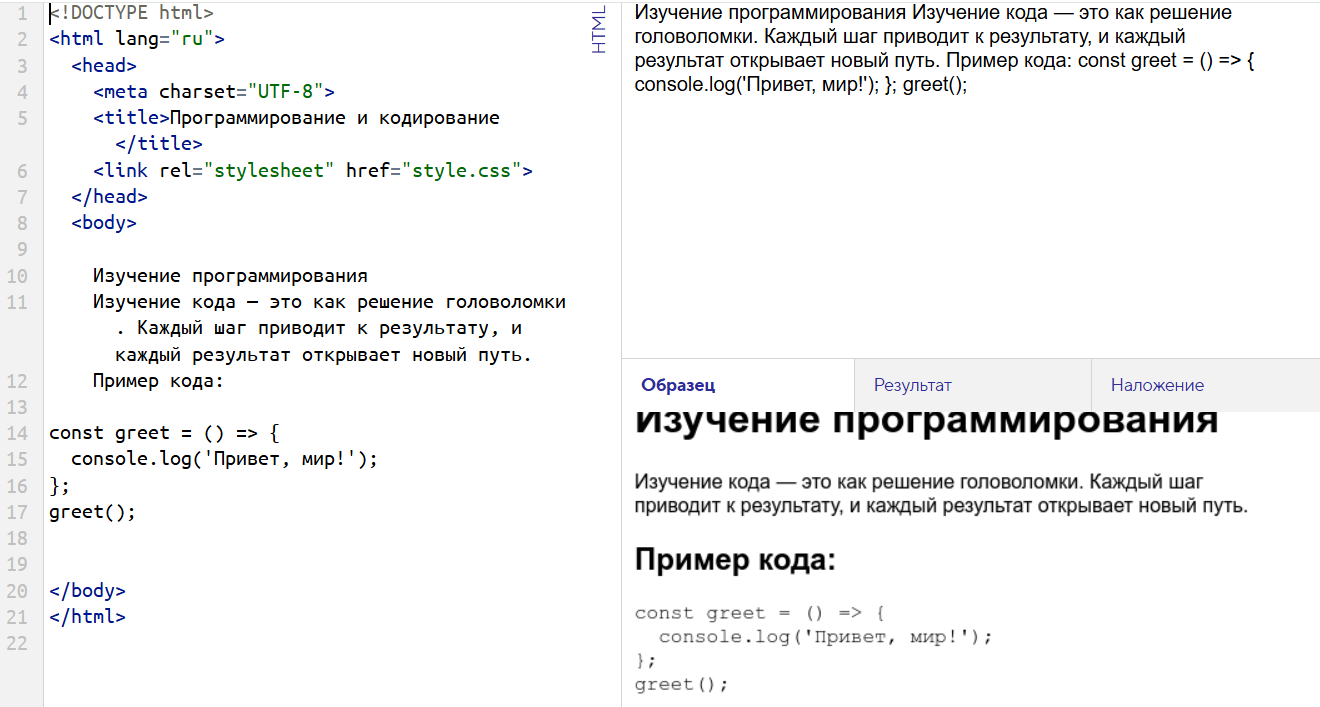 1 <!DOCTYPE html>
2 <html lang="ru">
3   <head>
4     <meta charset="UTF-8">
5     <title>Программирование и кодирование
      </title>
6     <link rel="stylesheet" href="style.css">
7   </head>
8   <body>
9
10     Изучение программирования
11     Изучение кода — это как решение головоломки
      . Каждый шаг приводит к результату, и
      каждый результат открывает новый путь.
12     Пример кода:
13
14 const greet = () => {
15   console.log('Привет, мир!');
16 };
17 greet();
18
19
20 </body>
21 </html>
22
HTML
Изучение программирования Изучение кода — это как решение
головоломки. Каждый шаг приводит к результату, и каждый
результат открывает новый путь. Пример кода: const greet = () => {
console.log('Привет, мир!'); }; greet();
Образец
Результат
Наложение
Изучение программирования
Изучение кода — это как решение головоломки. Каждый шаг
приводит к результату, и каждый результат открывает новый путь.
Пример кода:
const greet = () => {
  console.log('Привет, мир!');
};
greet();